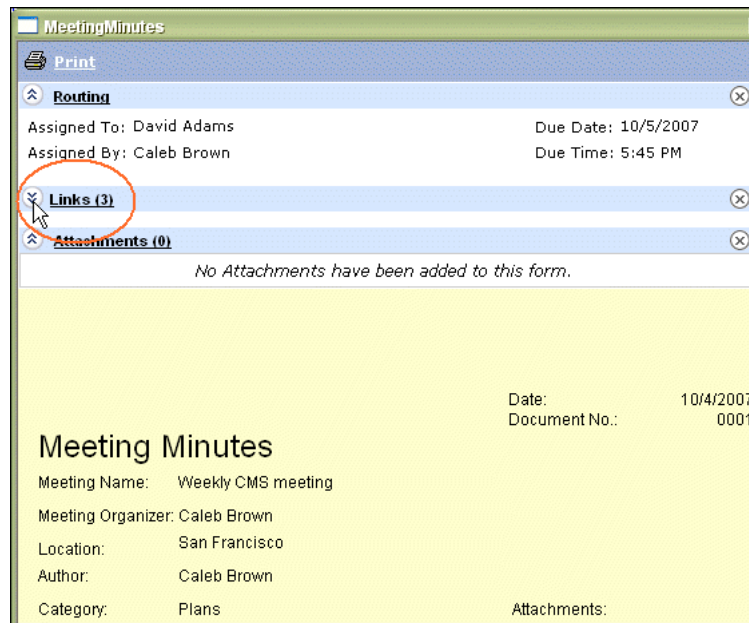 MeetingMinutes
Print
Routing
Assigned To: David Adams Due Date: 10/5/2007
Assigned By: Caleb Brown Due Time: 5:45 PM
Links (3)
Attachments (0)
No Attachments have been added to this form.
Date: 10/4/2007
Document No.: 0001
Meeting Minutes
Meeting Name: Weekly CMS meeting
Meeting Organizer: Caleb Brown
Location: San Francisco
Author: Caleb Brown
Category: Plans Attachments: